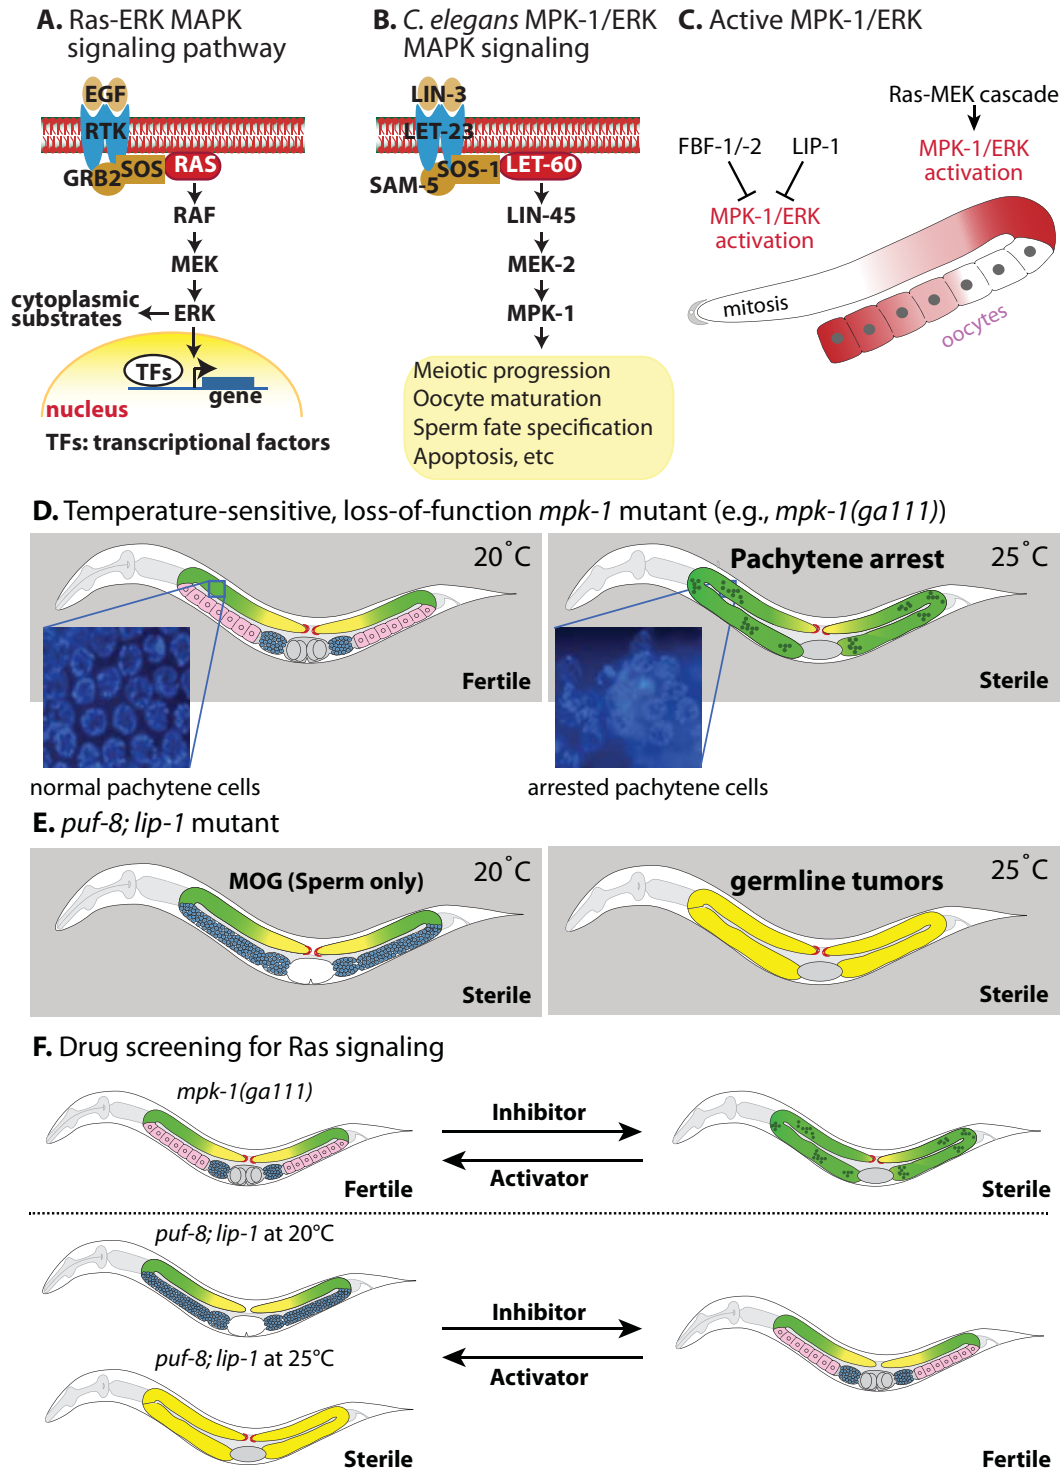 A. Ras-ERK MAPK
signaling pathway
EGF
RTK
GRB2
SOS
RAS
RAF
MEK
cytoplasmic
substrates
ERK
TFs
gene
nucleus
TFs: transcriptional factors
B. C. elegans MPK-1/ERK
MAPK signaling
LIN-3
LET-23
SAM-5
SOS-1
LET-60
LIN-45
MEK-2
MPK-1
Meiotic progression
Oocyte maturation
Sperm fate specification
Apoptosis, etc
C. Active MPK-1/ERK
Ras-MEK cascade
FBF-1/-2
LIP-1
MPK-1/ERK
activation
MPK-1/ERK
activation
mitosis
oocytes
D. Temperature-sensitive, loss-of-function mpk-1 mutant (e.g., mpk-1(ga111))
20˚C
Fertile
normal pachytene cells
Pachytene arrest
25˚C
Sterile
arrested pachytene cells
E. puf-8; lip-1 mutant
MOG (Sperm only)
20˚C
Sterile
germline tumors
25˚C
Sterile
F. Drug screening for Ras signaling
mpk-1(ga111)
Fertile
Inhibitor
Activator
Sterile
puf-8; lip-1 at 20°C
puf-8; lip-1 at 25°C
Sterile
Inhibitor
Activator
Fertile